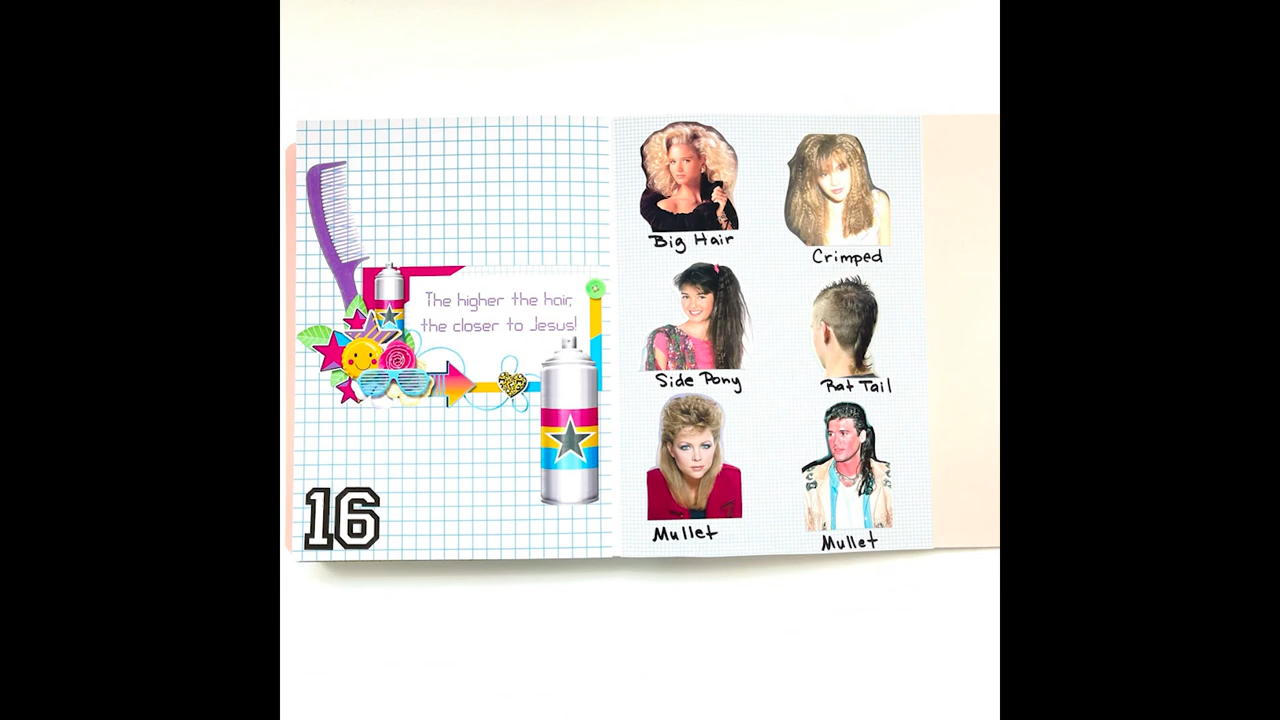 The higher the hair,
the closer to Jesus!
16
Big Hair
Crimped
Side Pony
Rat Tail
Mullet
Mullet